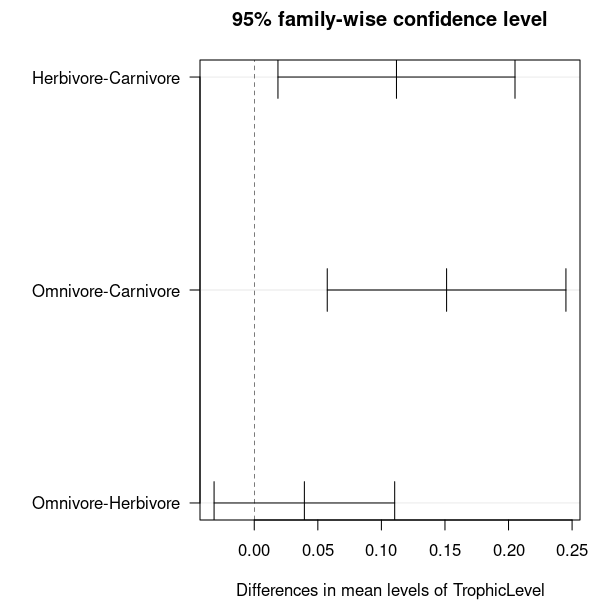 95% family-wise confidence level
Herbivore-Carnivore
Omnivore-Carnivore
Omnivore-Herbivore
0.00 0.05 0.10 0.15 0.20 0.25
Differences in mean levels of TrophicLevel